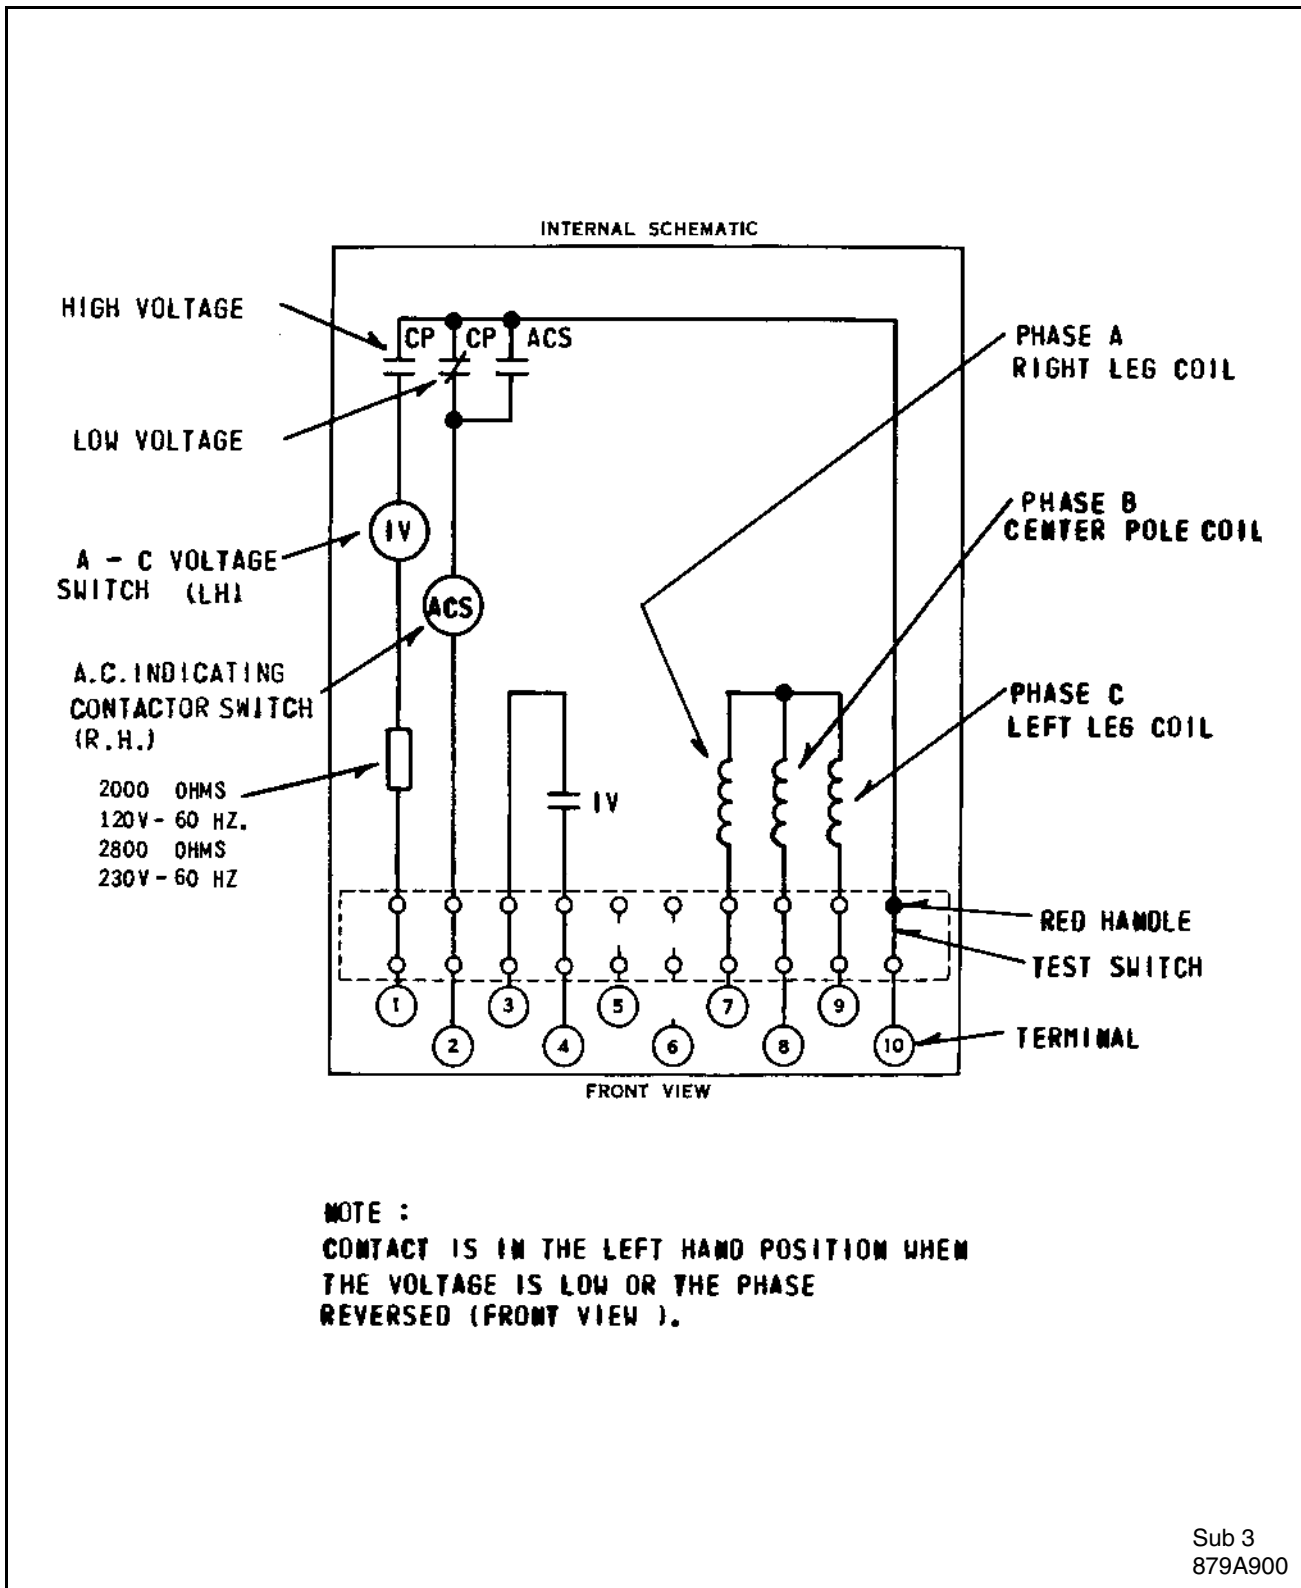 INTERNAL SCHEMATIC
HIGH VOLTAGE
CP
CP
ACS
LOW VOLTAGE
PHASE A
RIGHT LEG COIL
PHASE B
CENTER POLE COIL
IV
A - C VOLTAGE
SWITCH (LH)
ACS
A.C. INDICATING
CONTACTOR SWITCH
(R.H.)
PHASE C
LEFT LEG COIL
2000 OHMS
120V - 60 HZ.
2800 OHMS
230V - 60 HZ
IV
RED HANDLE
TEST SWITCH
1
3
5
7
9
2
4
6
8
10
TERMINAL
FRONT VIEW
NOTE :
CONTACT IS IN THE LEFT HAND POSITION WHEN
THE VOLTAGE IS LOW OR THE PHASE
REVERSED (FRONT VIEW ).
Sub 3
879A900